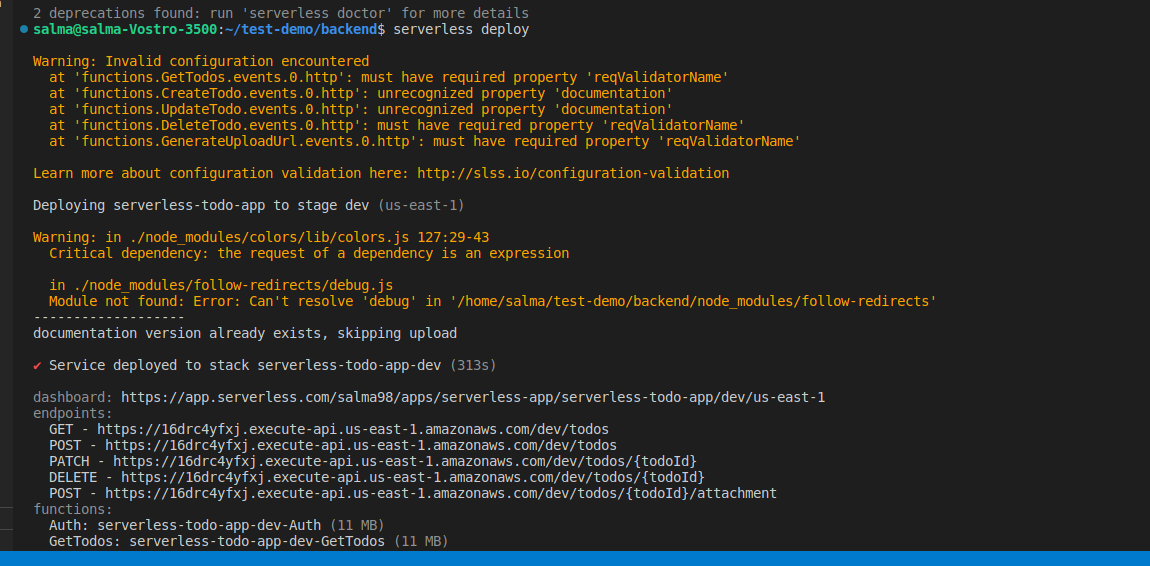 2 deprecations found: run 'serverless doctor' for more details
salma@salma-Vostro-3500:~/test-demo/backend$ serverless deploy
Warning: Invalid configuration encountered
at 'functions.GetTodos.events.0.http': must have required property 'reqValidatorName'
at 'functions.CreateTodo.events.0.http': unrecognized property 'documentation'
at 'functions.UpdateTodo.events.0.http': unrecognized property 'documentation'
at 'functions.DeleteTodo.events.0.http': must have required property 'reqValidatorName'
at 'functions.GenerateUploadUrl.events.0.http': must have required property 'reqValidatorName'
Learn more about configuration validation here: http://slss.io/configuration-validation
Deploying serverless-todo-app to stage dev (us-east-1)
Warning: in ./node_modules/colors/lib/colors.js 127:29-43
Critical dependency: the request of a dependency is an expression
in ./node_modules/follow-redirects/debug.js
Module not found: Error: Can't resolve 'debug' in '/home/salma/test-demo/backend/node_modules/follow-redirects'
-------------------
documentation version already exists, skipping upload
✔ Service deployed to stack serverless-todo-app-dev (313s)
dashboard: https://app.serverless.com/salma98/apps/serverless-app/serverless-todo-app/dev/us-east-1
endpoints:
GET - https://16drc4yfxj.execute-api.us-east-1.amazonaws.com/dev/todos
POST - https://16drc4yfxj.execute-api.us-east-1.amazonaws.com/dev/todos
PATCH - https://16drc4yfxj.execute-api.us-east-1.amazonaws.com/dev/todos/{todoId}
DELETE - https://16drc4yfxj.execute-api.us-east-1.amazonaws.com/dev/todos/{todoId}
POST - https://16drc4yfxj.execute-api.us-east-1.amazonaws.com/dev/todos/{todoId}/attachment
functions:
Auth: serverless-todo-app-dev-Auth (11 MB)
GetTodos: serverless-todo-app-dev-GetTodos (11 MB)